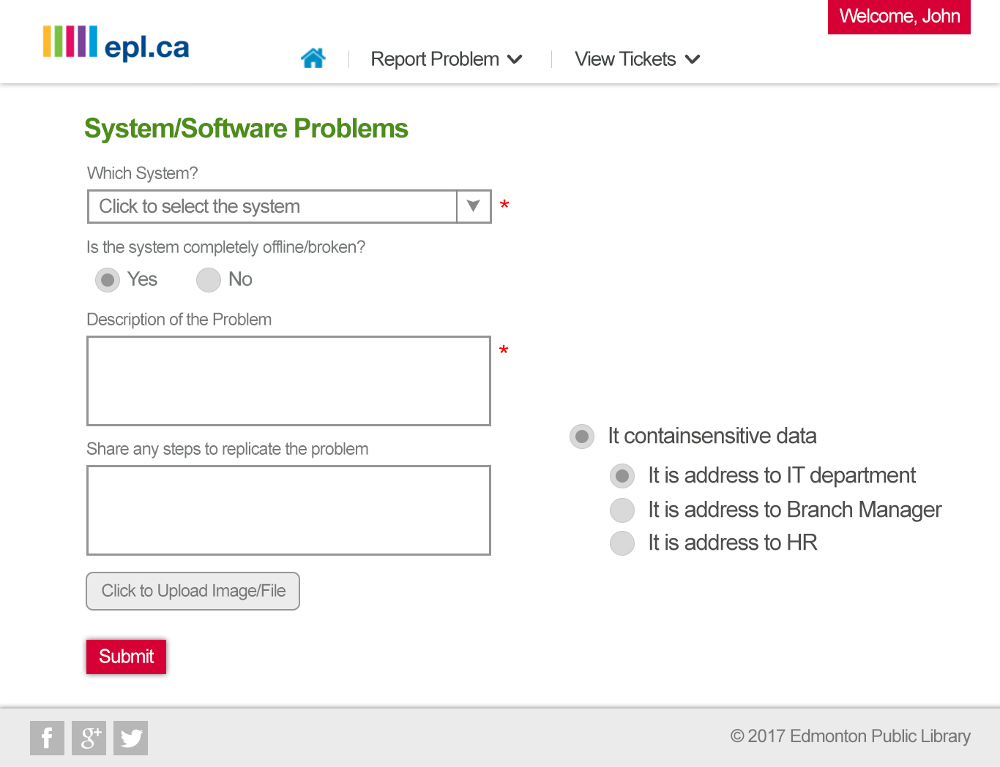 Welcome, John
epl.ca
Report Problem
View Tickets
System/Software Problems
Which System?
Click to select the system
*
Is the system completely offline/broken?
Yes
No
Description of the Problem
*
Share any steps to replicate the problem
It containsensitive data
It is address to IT department
It is address to Branch Manager
It is address to HR
Click to Upload Image/File
Submit
f
g+
© 2017 Edmonton Public Library